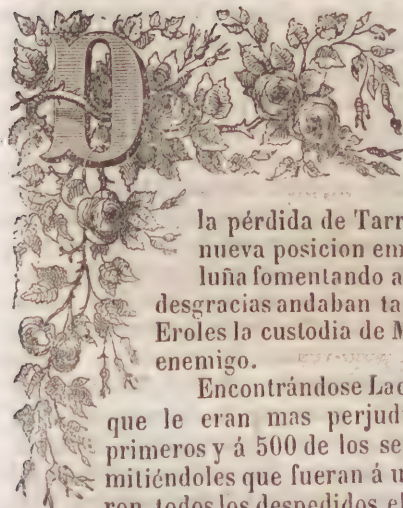 D
la pérdida de Tarr
nueva posicion em
luña fomentando a
desgracias andaban ta
Eroles la custodia de M
enemigo.
Encontrándose Lac
que le eran mas perjud
primeros y á 500 de los se
mitiéndoles que fueran á u
ron todos los despedidos el